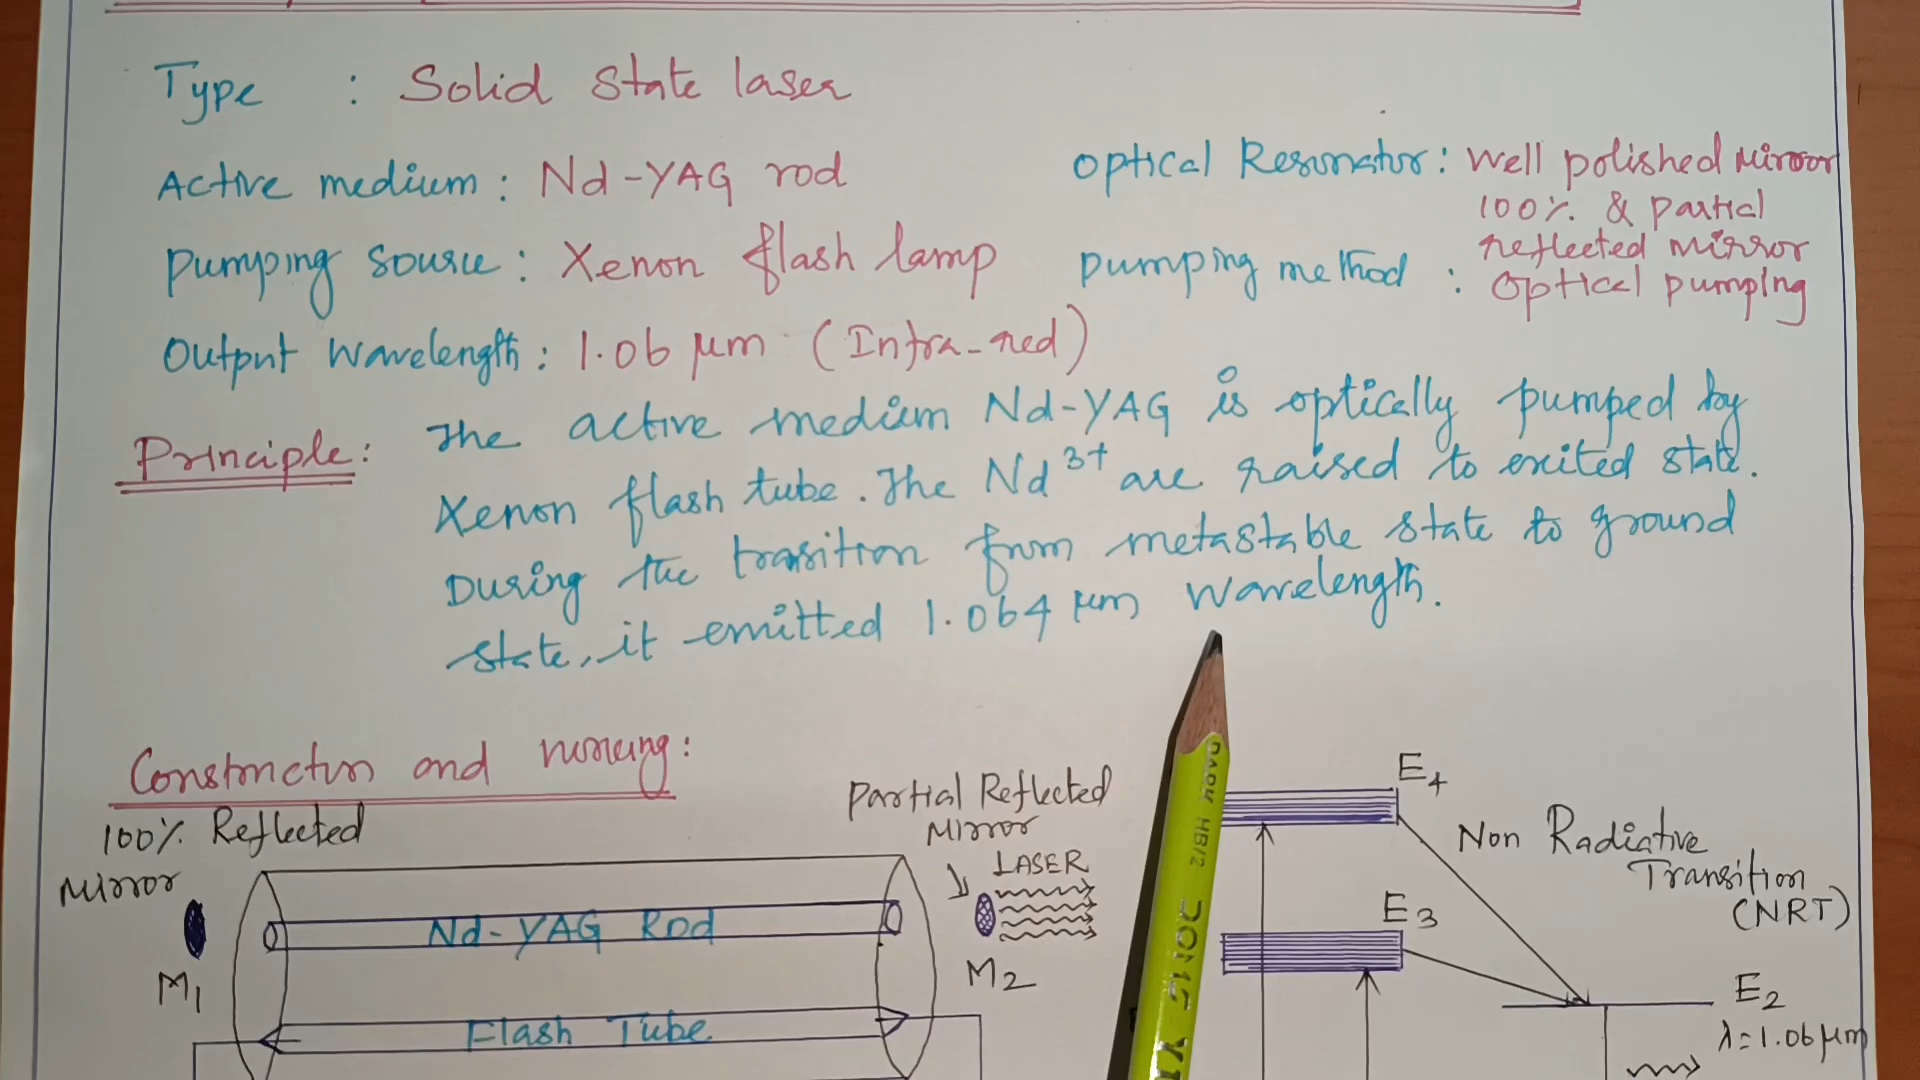 Type : Solid state laser
Active medium : Nd-YAG rod
Pumping source : Xenon flash lamp
Output wavelength : 1.06 μm (Infra-red)
Optical Resonator : well polished mirror
100% & partial
reflected mirror
Pumping method : Optical pumping
Principle : The active medium Nd-YAG is optically pumped by
Xenon flash tube. The Nd³⁺ are raised to excited state.
During the transition from metastable state to ground
state, it emitted 1.064 μm wavelength.
Construction and working :
100% Reflected
Mirror
M1
Nd-YAG Rod
Flash Tube
Partial Reflected
Mirror
LASER
M2
E4
Non Radiative
Transition
(NRT)
E3
E2
λ = 1.06 μm
HB/2